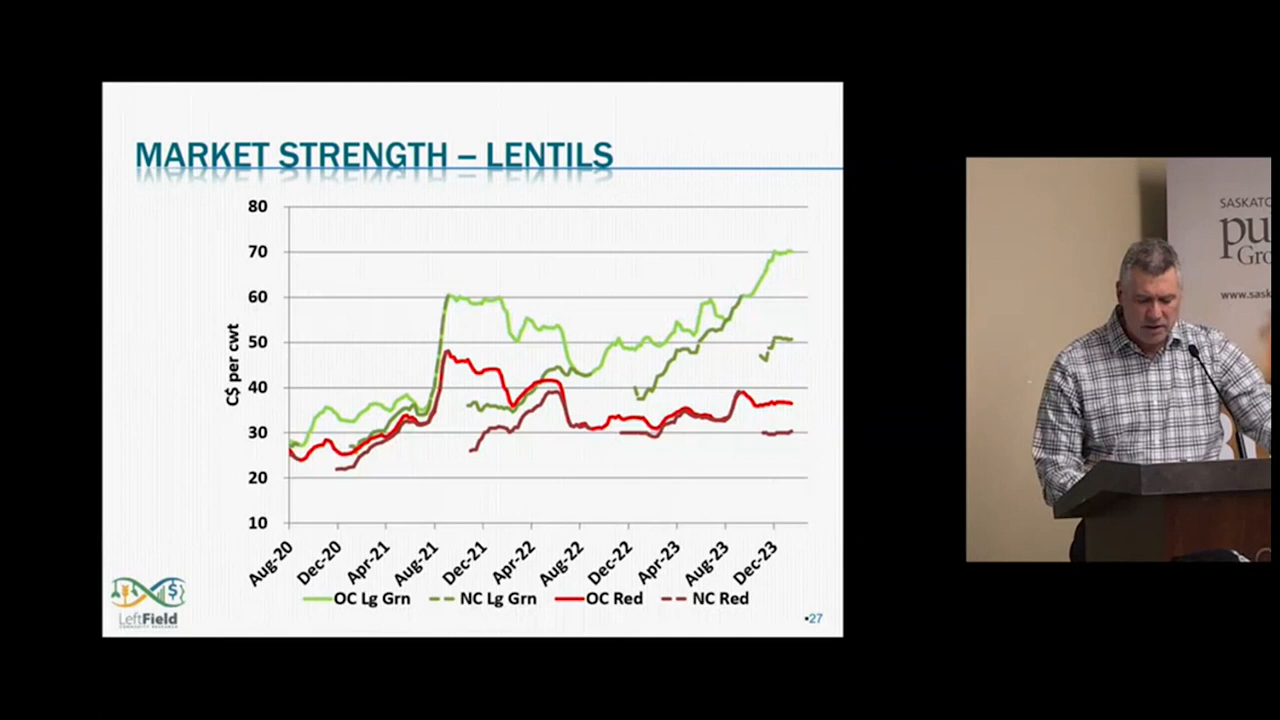 MARKET STRENGTH – LENTILS
80
70
60
50
40
30
20
10
C$ per cwt
Aug-20
Dec-20
Apr-21
Aug-21
Dec-21
Apr-22
Aug-22
Dec-22
Apr-23
Aug-23
Dec-23
OC Lg Grn
NC Lg Grn
OC Red
NC Red
LeftField
•27
SASKATC
pu
Gro
www.sask